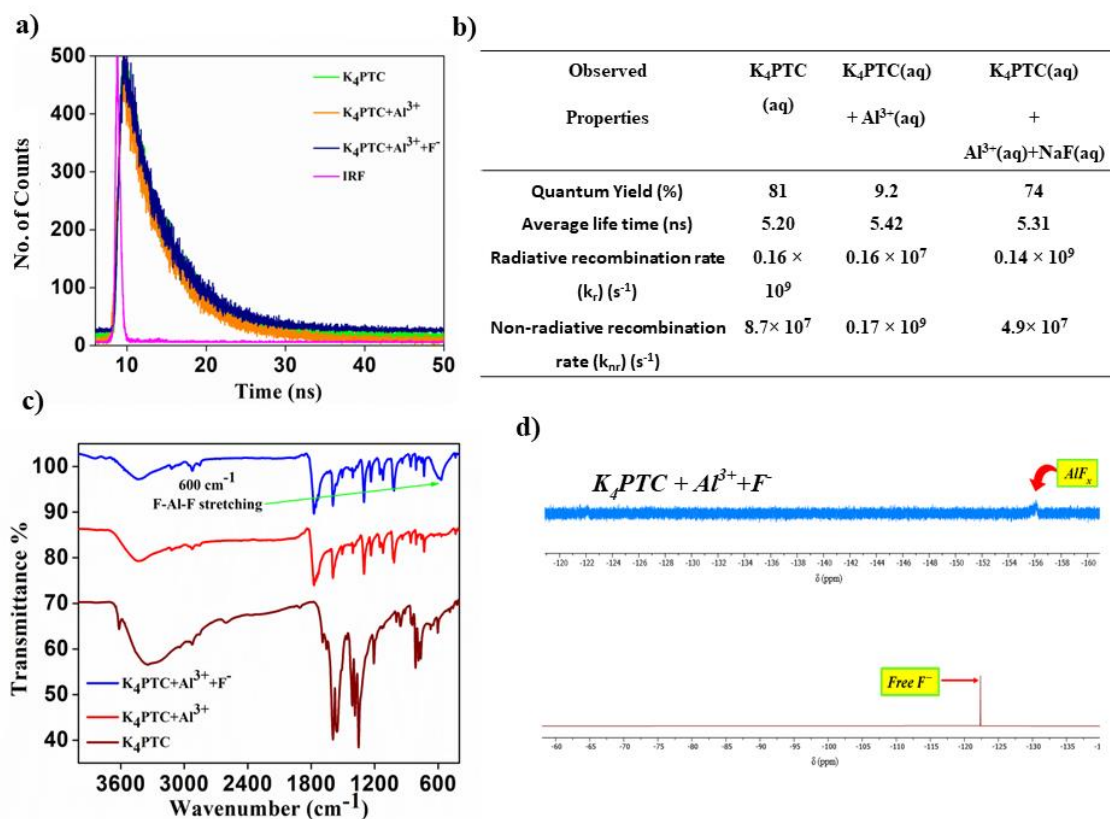 a)
500
400
300
200
100
0
No. of Counts
10 20 30 40 50
Time (ns)
K₄PTC
K₄PTC+Al³⁺
K₄PTC+Al³⁺+F⁻
IRF
b)
Observed Properties
K₄PTC (aq)
K₄PTC(aq) + Al³⁺(aq)
K₄PTC(aq) + Al³⁺(aq)+NaF(aq)
Quantum Yield (%) 81 9.2 74
Average life time (ns) 5.20 5.42 5.31
Radiative recombination rate (kᵣ) (s⁻¹) 0.16 × 10⁹ 0.16 × 10⁷ 0.14 × 10⁹
Non-radiative recombination rate (kₙᵣ) (s⁻¹) 8.7× 10⁷ 0.17 × 10⁹ 4.9× 10⁷
c)
100
90
80
70
60
50
40
Transmittance %
600 cm⁻¹
F-Al-F stretching
K₄PTC+Al³⁺+F⁻
K₄PTC+Al³⁺
K₄PTC
3600 3000 2400 1800 1200 600
Wavenumber (cm⁻¹)
d)
K₄PTC + Al³⁺+F⁻
AlFₓ
-120 -122 -124 -126 -128 -130 -132 -134 -136 -138 -140 -142 -144 -146 -148 -150 -152 -154 -156 -158 -160
δ (ppm)
Free F⁻
-60 -65 -70 -75 -80 -85 -90 -95 -100 -105 -110 -115 -120 -125 -130 -135
δ (ppm)